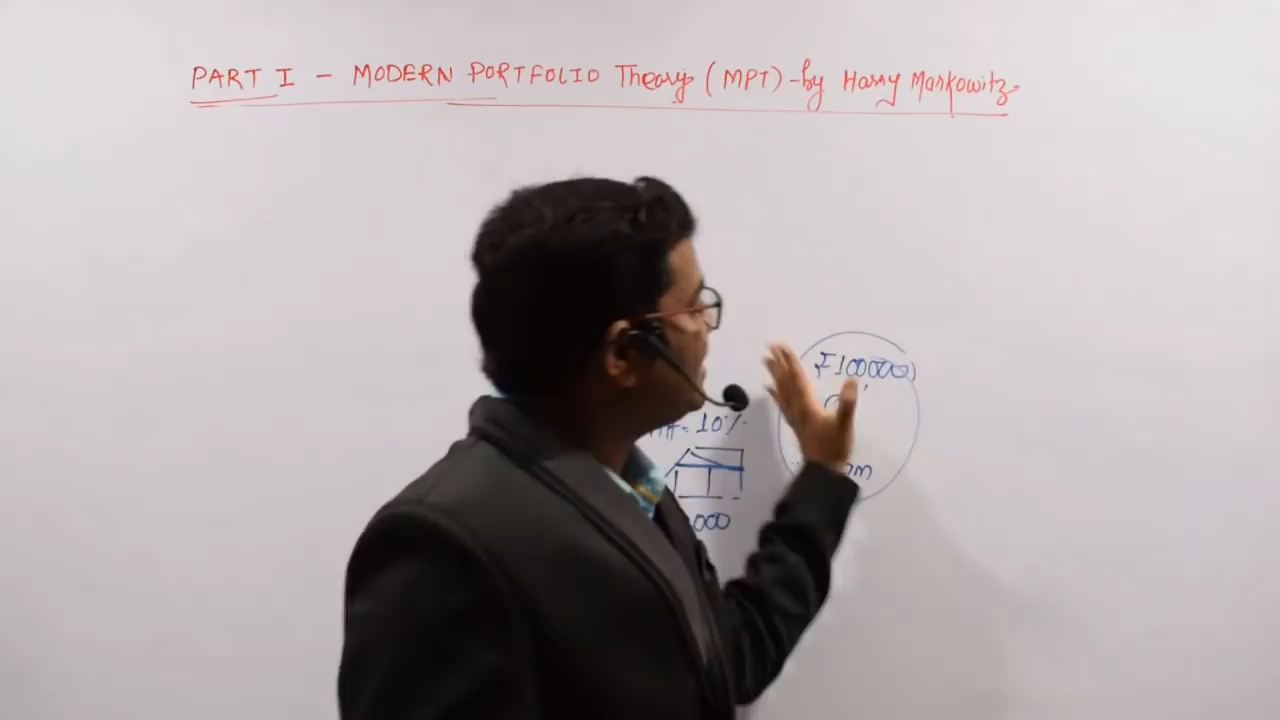 PART I - MODERN PORTFOLIO Theory (MPT) - by Harry Markowitz
₹100000
= 10%
000